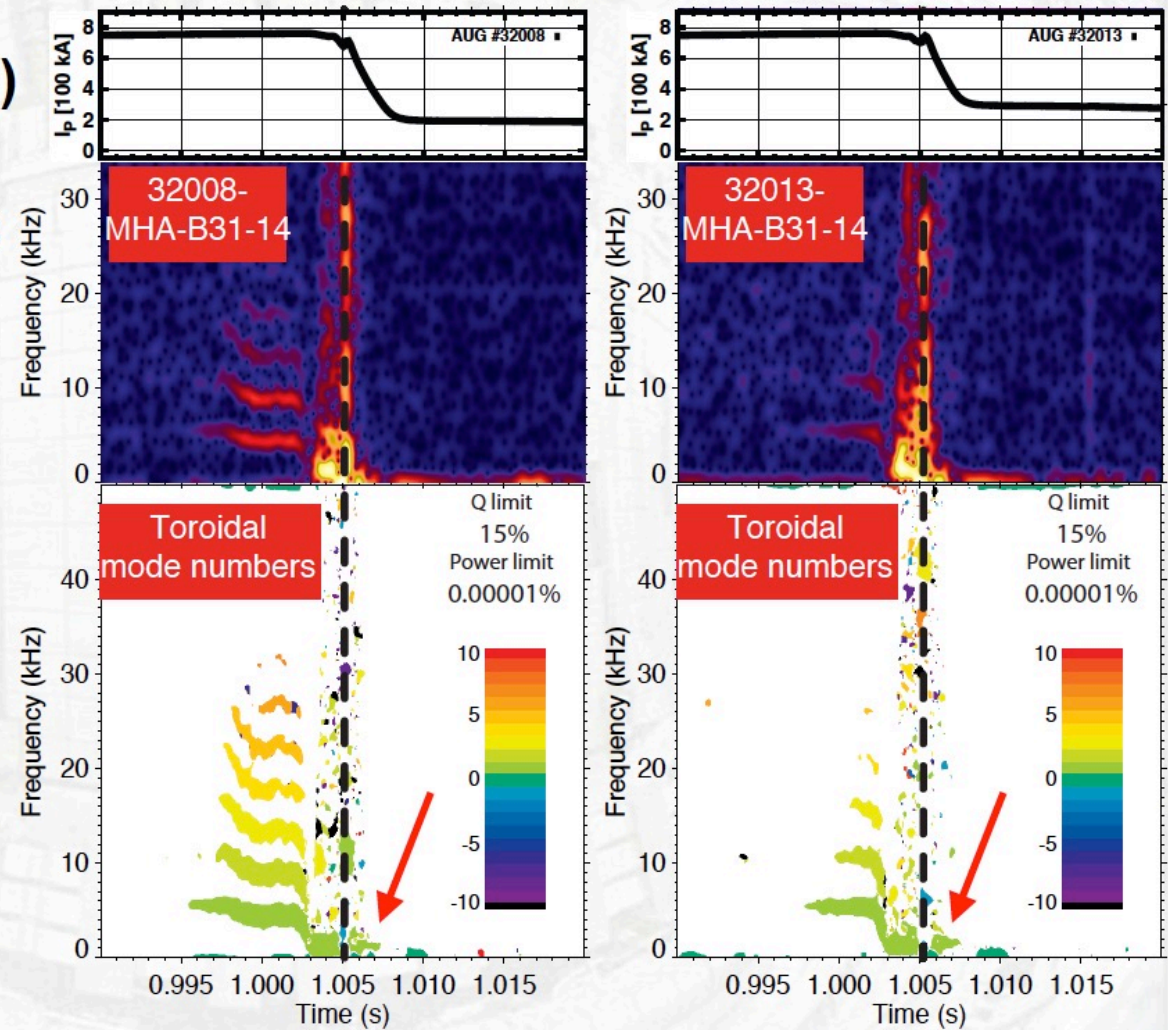 )
I_P [100 kA]
8
6
4
2
0
AUG #32008
Frequency (kHz)
30
20
10
0
32008-
MHA-B31-14
Frequency (kHz)
40
30
20
10
0
Toroidal
mode numbers
Q limit
15%
Power limit
0.00001%
10
5
0
-5
-10
0.995 1.000 1.005 1.010 1.015
Time (s)
I_P [100 kA]
8
6
4
2
0
AUG #32013
Frequency (kHz)
30
20
10
0
32013-
MHA-B31-14
Frequency (kHz)
40
30
20
10
0
Toroidal
mode numbers
Q limit
15%
Power limit
0.00001%
10
5
0
-5
-10
0.995 1.000 1.005 1.010 1.015
Time (s)